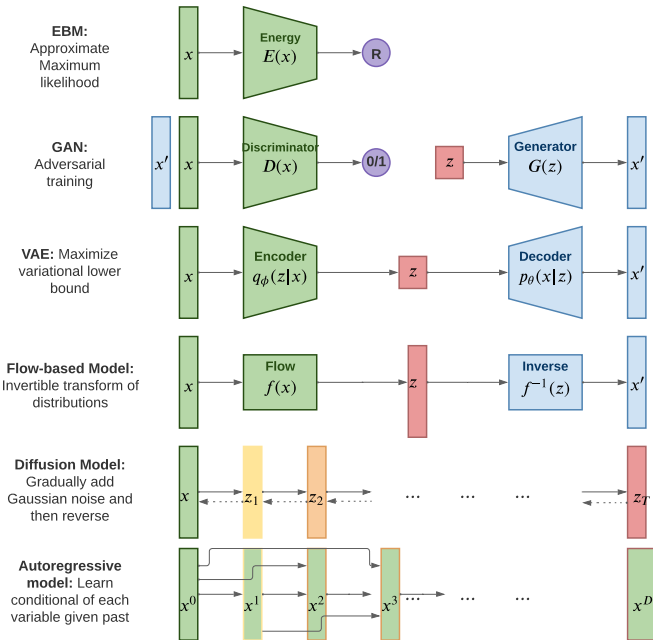 EBM:
Approximate
Maximum
likelihood
x
Energy
E(x)
R
GAN:
Adversarial
training
x′
x
Discriminator
D(x)
0/1
z
Generator
G(z)
x′
VAE: Maximize
variational lower
bound
x
Encoder
qϕ(z|x)
z
Decoder
pθ(x|z)
x′
Flow-based Model:
Invertible transform of
distributions
x
Flow
f(x)
z
Inverse
f⁻¹(z)
x′
Diffusion Model:
Gradually add
Gaussian noise and
then reverse
x
z₁
z₂
... ... ...
z_T
Autoregressive
model: Learn
conditional of each
variable given past
x⁰
x¹
x²
x³
... ... ...
x^D